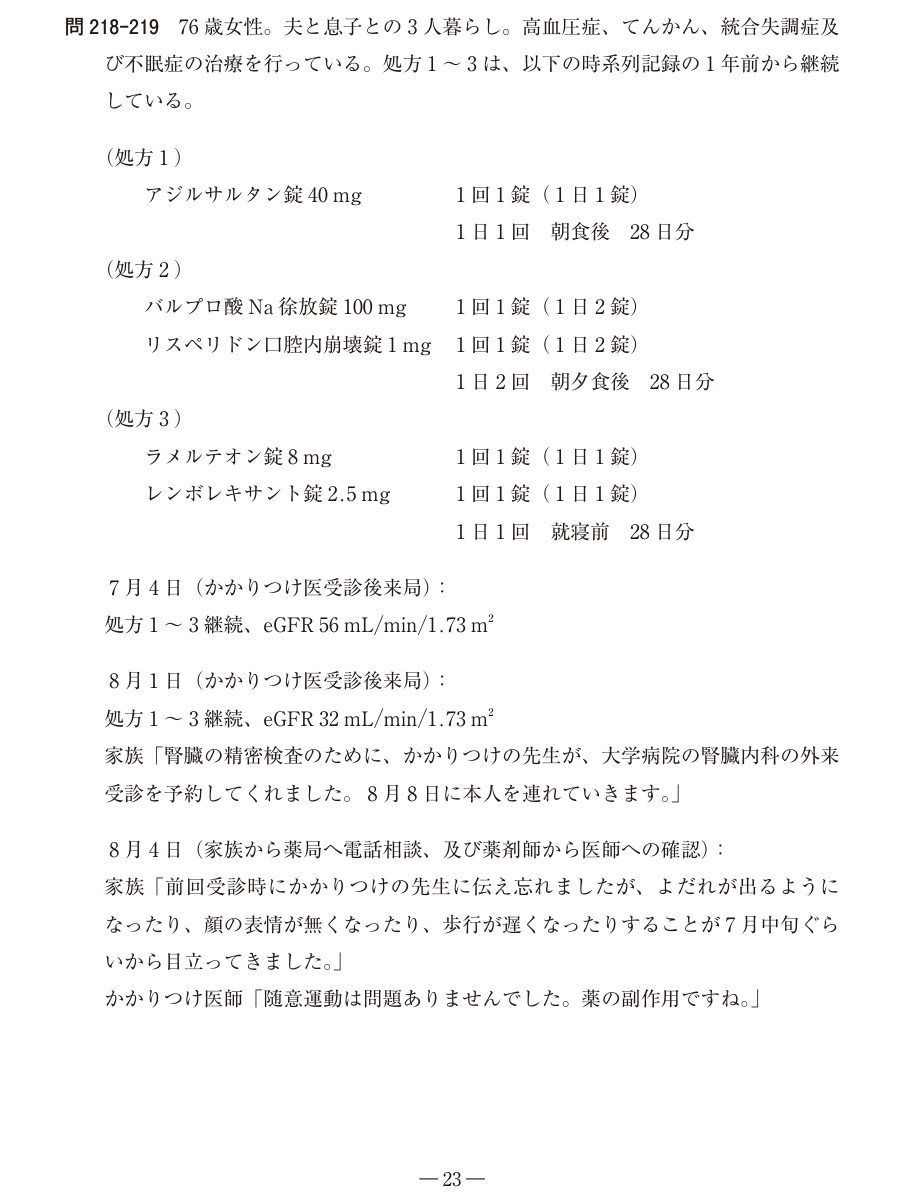 問 218−219　76 歳女性。夫と息子との3人暮らし。高血圧症、てんかん、統合失調症及
び不眠症の治療を行っている。処方1～3は、以下の時系列記録の1年前から継続
している。
（処方1）
アジルサルタン錠 40 mg　1回1錠（1日1錠）
1日1回　朝食後　28 日分
（処方2）
バルプロ酸 Na 徐放錠 100 mg　1回1錠（1日2錠）
リスペリドン口腔内崩壊錠 1 mg　1回1錠（1日2錠）
1日2回　朝夕食後　28 日分
（処方3）
ラメルテオン錠 8 mg　1回1錠（1日1錠）
レンボレキサント錠 2.5 mg　1回1錠（1日1錠）
1日1回　就寝前　28 日分
7月4日（かかりつけ医受診後来局）：
処方1～3継続、eGFR 56 mL/min/1.73 m²
8月1日（かかりつけ医受診後来局）：
処方1～3継続、eGFR 32 mL/min/1.73 m²
家族「腎臓の精密検査のために、かかりつけの先生が、大学病院の腎臓内科の外来
受診を予約してくれました。8月8日に本人を連れていきます。」
8月4日（家族から薬局へ電話相談、及び薬剤師から医師への確認）：
家族「前回受診時にかかりつけの先生に伝え忘れましたが、よだれが出るように
なったり、顔の表情が無くなったり、歩行が遅くなったりすることが7月中旬ぐら
いから目立ってきました。」
かかりつけ医師「随意運動は問題ありませんでした。薬の副作用ですね。」
― 23 ―